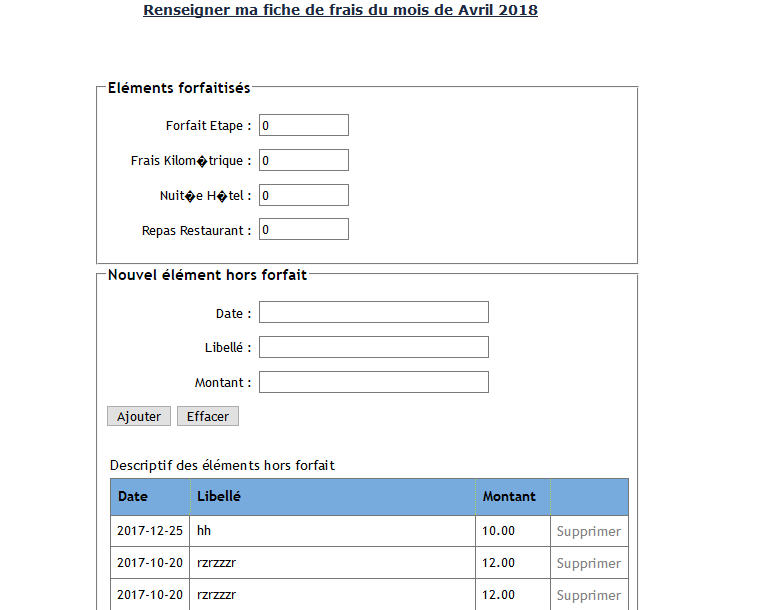 Renseigner ma fiche de frais du mois de Avril 2018
Eléments forfaitisés
Forfait Etape : 0
Frais Kilom�trique : 0
Nuit�e H�tel : 0
Repas Restaurant : 0
Nouvel élément hors forfait
Date :
Libellé :
Montant :
Ajouter Effacer
Descriptif des éléments hors forfait
Date Libellé Montant
2017-12-25 hh 10.00 Supprimer
2017-10-20 rzrzzzr 12.00 Supprimer
2017-10-20 rzrzzzr 12.00 Supprimer